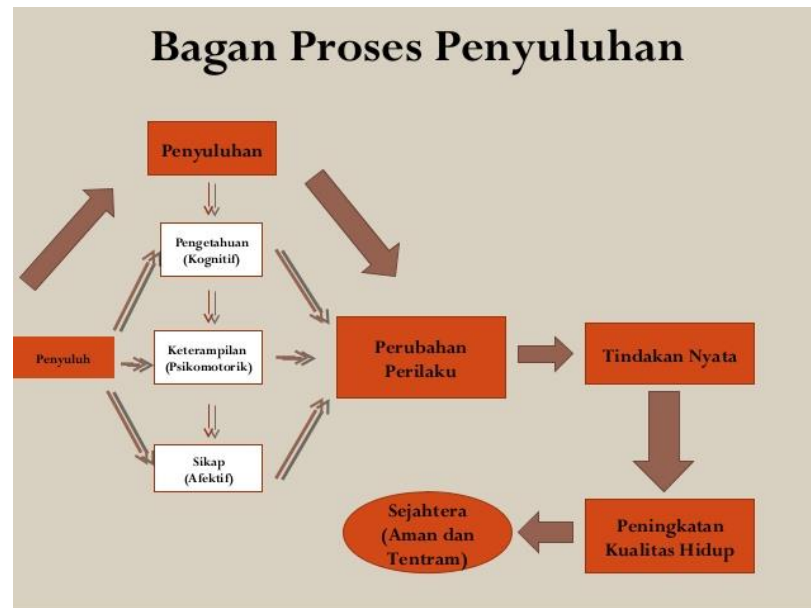 Bagan Proses Penyuluhan
Penyuluhan
Pengetahuan
(Kognitif)
Penyuluh
Keterampilan
(Psikomotorik)
Perubahan
Perilaku
Tindakan Nyata
Sikap
(Afektif)
Sejahtera
(Aman dan
Tentram)
Peningkatan
Kualitas Hidup